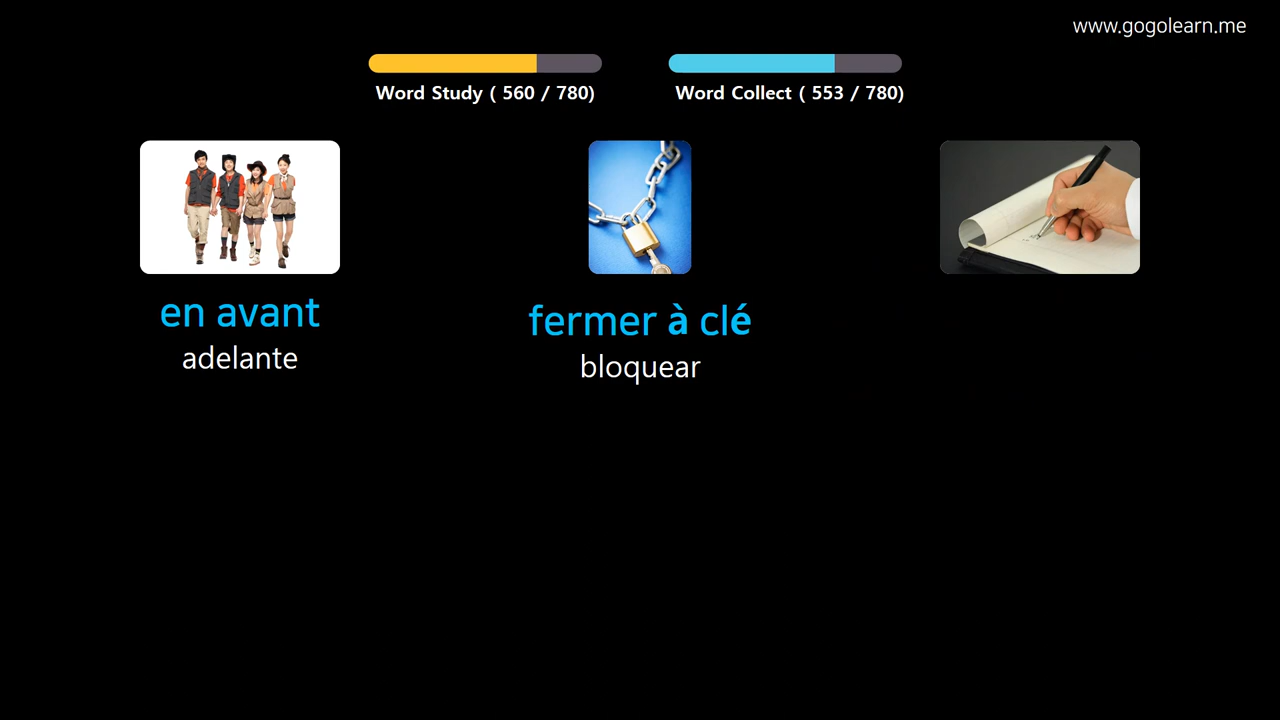 www.gogolearn.me
Word Study ( 560 / 780)
Word Collect ( 553 / 780)
en avant
adelante
fermer à clé
bloquear